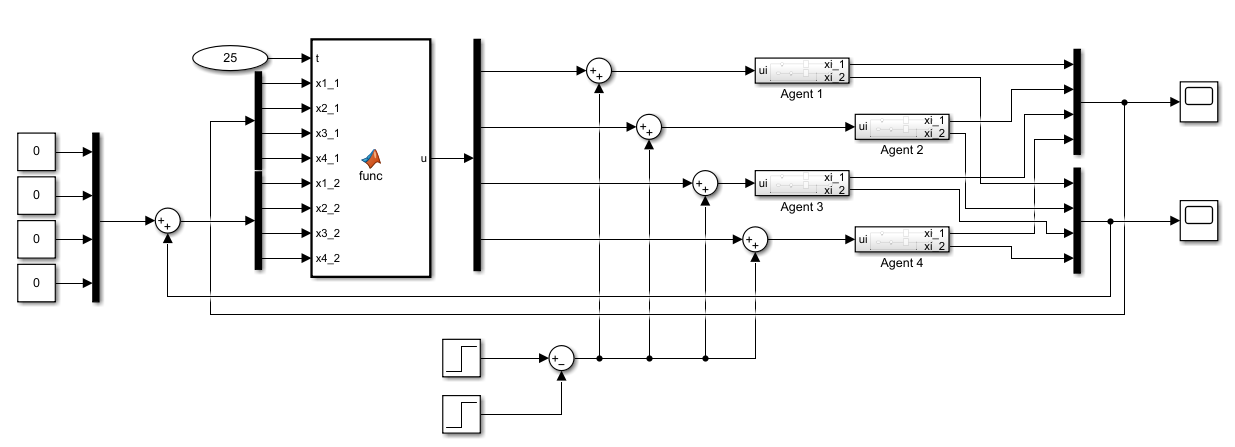 25
t
x1_1
x2_1
x3_1
x4_1
x1_2
x2_2
x3_2
x4_2
func
u
0
0
0
0
+
+
+
+
+
+
+
+
+
+
+
−
ui
xi_1
xi_2
Agent 1
ui
xi_1
xi_2
Agent 2
ui
xi_1
xi_2
Agent 3
ui
xi_1
xi_2
Agent 4